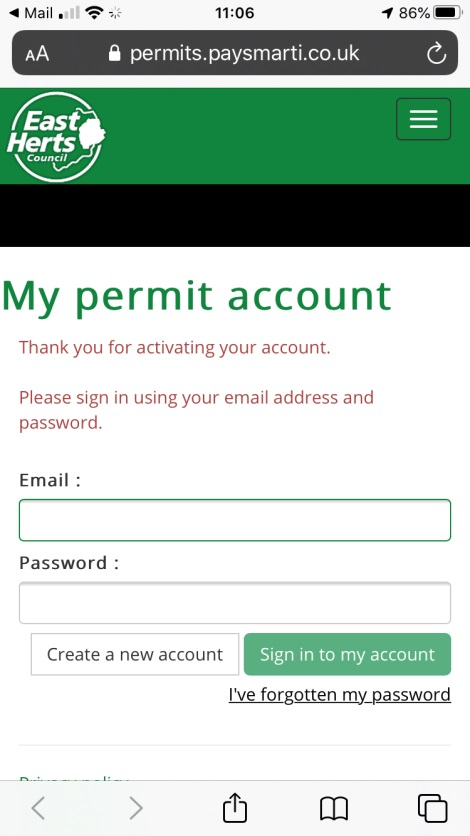 ◀ Mail 11:06 86%
AA permits.paysmarti.co.uk
East
Herts
Council
My permit account
Thank you for activating your account.
Please sign in using your email address and
password.
Email :
Password :
Create a new account Sign in to my account
I've forgotten my password
Privacy policy